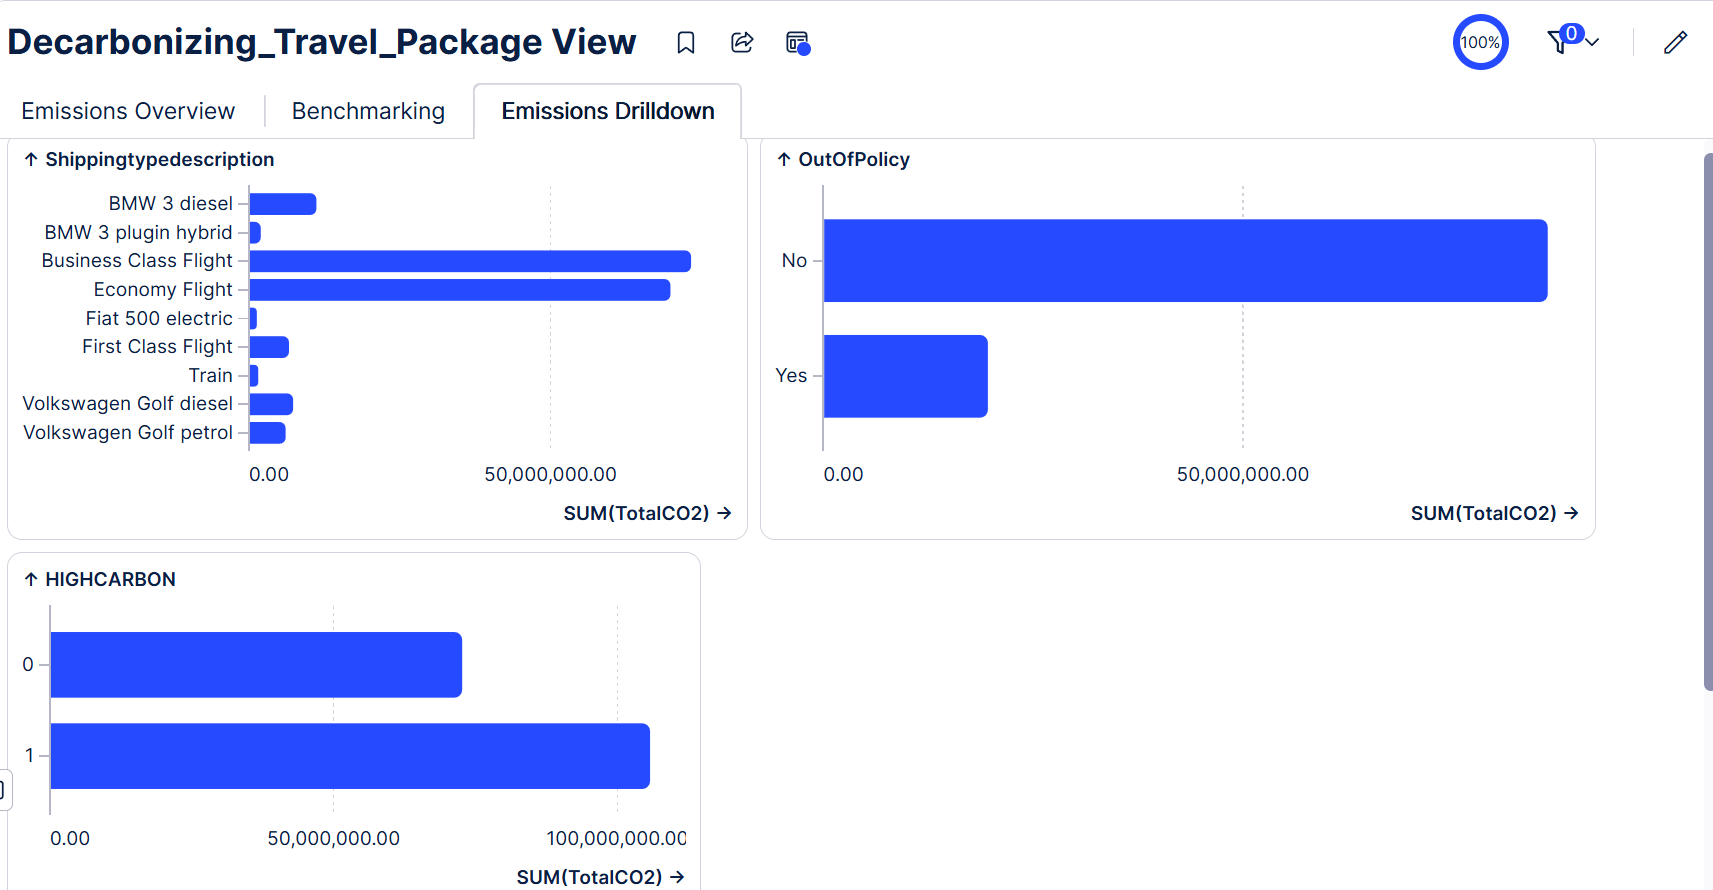 Decarbonizing_Travel_Package View
100%
0
Emissions Overview
Benchmarking
Emissions Drilldown
↑ Shippingtypedescription
BMW 3 diesel
BMW 3 plugin hybrid
Business Class Flight
Economy Flight
Fiat 500 electric
First Class Flight
Train
Volkswagen Golf diesel
Volkswagen Golf petrol
0.00 50,000,000.00
SUM(TotalCO2) →
↑ OutOfPolicy
No
Yes
0.00 50,000,000.00
SUM(TotalCO2) →
↑ HIGHCARBON
0
1
0.00 50,000,000.00 100,000,000.00
SUM(TotalCO2) →